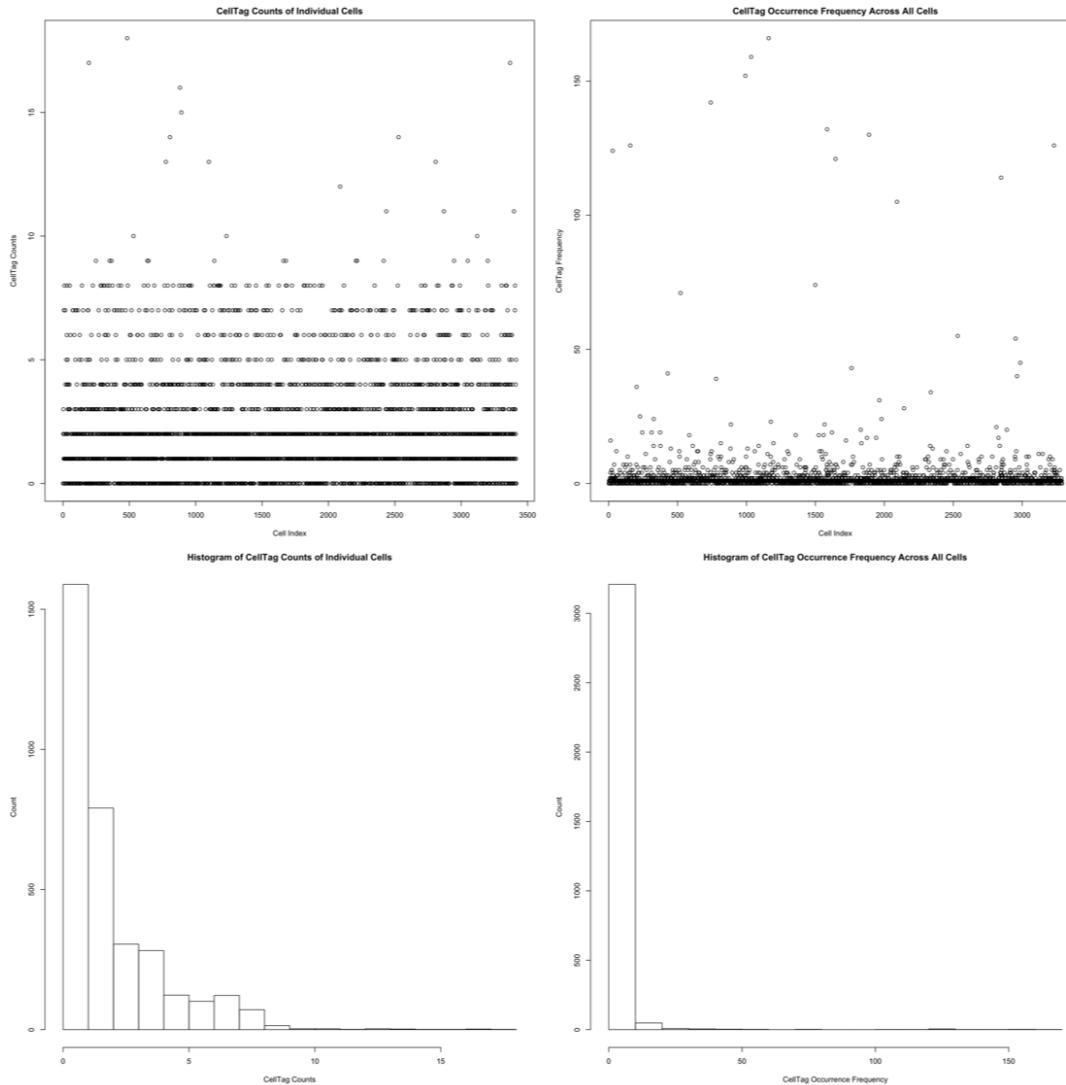 CellTag Counts of Individual Cells
CellTag Counts
15
10
5
0
0 500 1000 1500 2000 2500 3000 3500
Cell Index
CellTag Occurrence Frequency Across All Cells
CellTag Frequency
150
100
50
0
0 500 1000 1500 2000 2500 3000
Cell Index
Histogram of CellTag Counts of Individual Cells
Count
1500
1000
500
0
0 5 10 15
CellTag Counts
Histogram of CellTag Occurrence Frequency Across All Cells
Count
3000
2500
2000
1500
1000
500
0
0 50 100 150
CellTag Occurrence Frequency